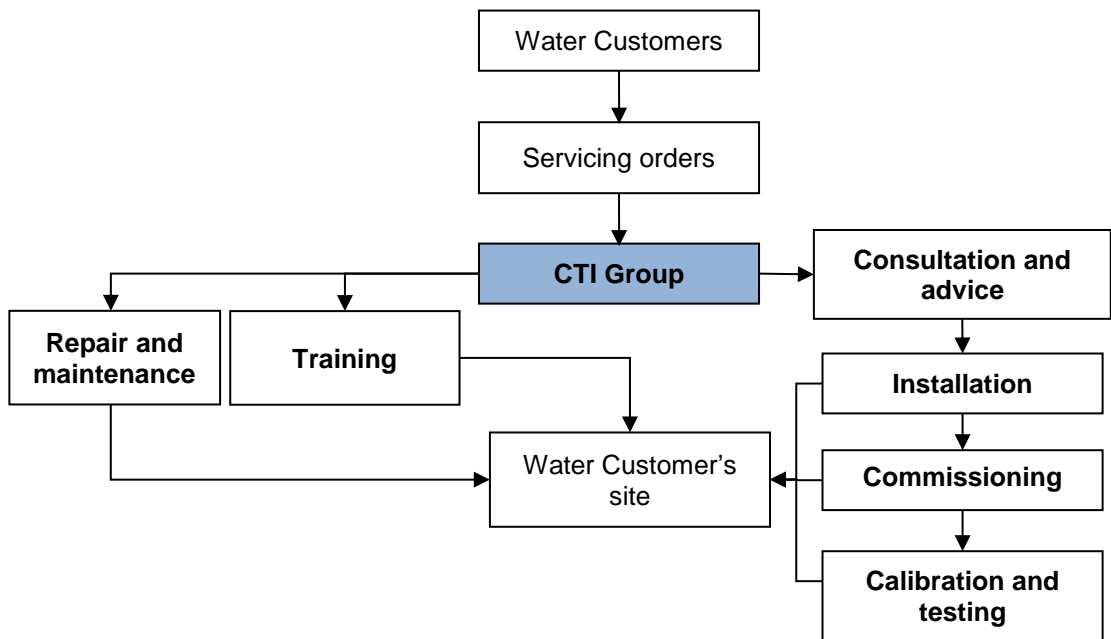 Water Customers
Servicing orders
CTI Group
Consultation and
advice
Repair and
maintenance
Training
Installation
Water Customer’s
site
Commissioning
Calibration and
testing